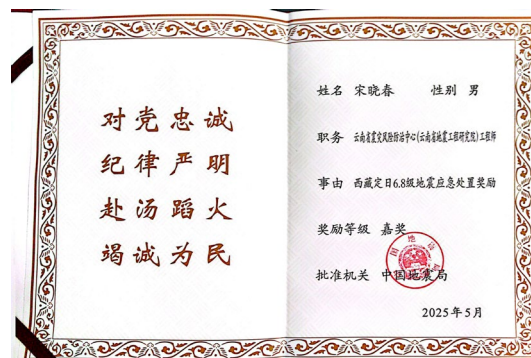 对党忠诚
纪律严明
赴汤蹈火
竭诚为民
姓名 宋晓春 性别 男
职务 云南省震灾风险防治中心(云南省地震工程研究院)工程师
事由 西藏定日6.8级地震应急处置奖励
奖励等级 嘉奖
批准机关 中国地震局
2025年5月